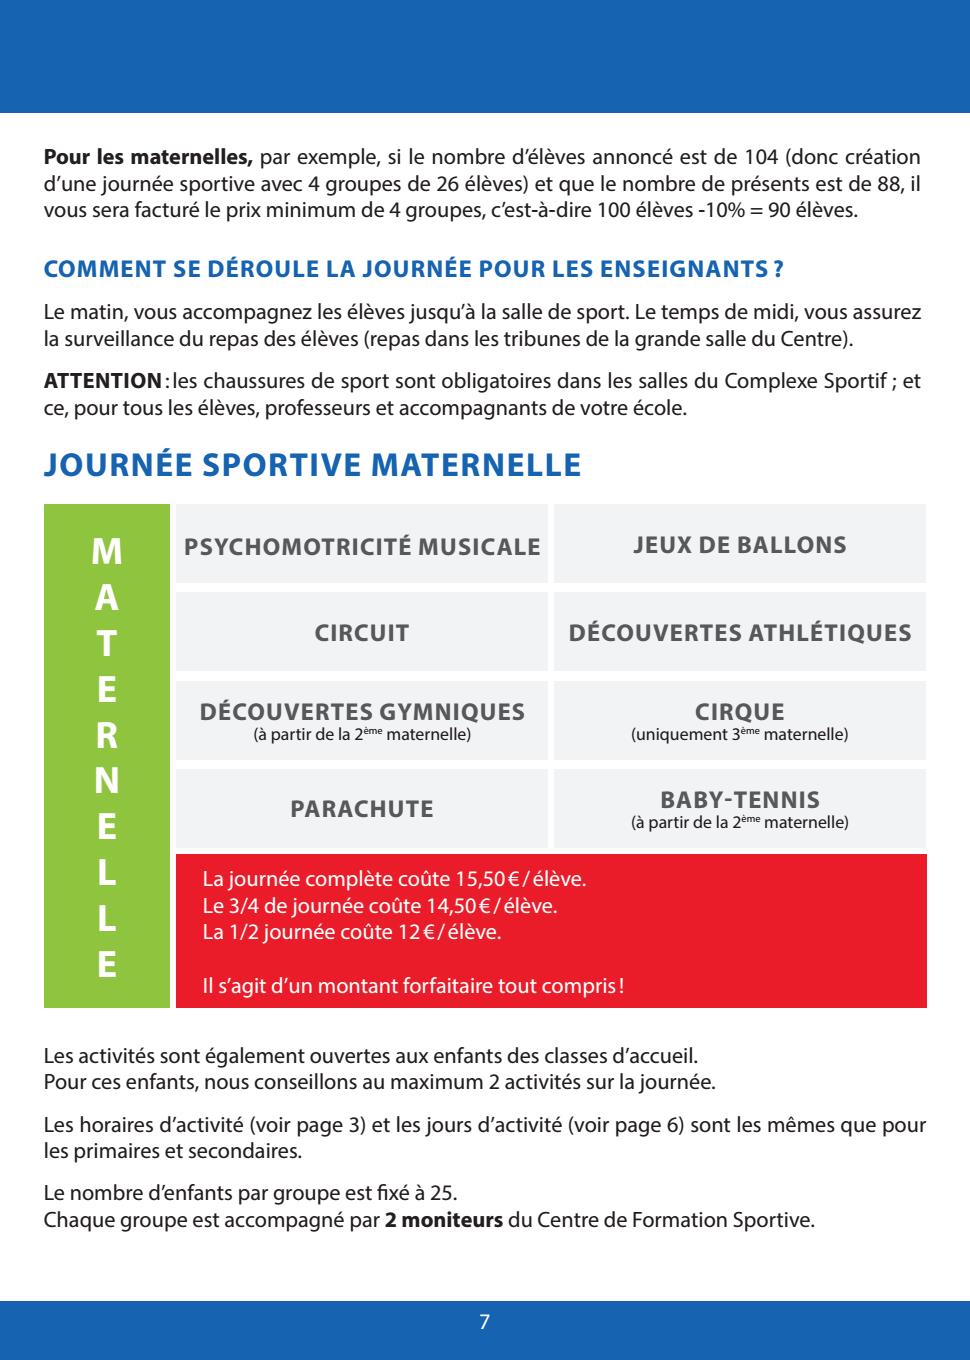 Pour les maternelles, par exemple, si le nombre d’élèves annoncé est de 104 (donc création
d’une journée sportive avec 4 groupes de 26 élèves) et que le nombre de présents est de 88, il
vous sera facturé le prix minimum de 4 groupes, c’est-à-dire 100 élèves -10% = 90 élèves.
COMMENT SE DÉROULE LA JOURNÉE POUR LES ENSEIGNANTS ?
Le matin, vous accompagnez les élèves jusqu’à la salle de sport. Le temps de midi, vous assurez
la surveillance du repas des élèves (repas dans les tribunes de la grande salle du Centre).
ATTENTION : les chaussures de sport sont obligatoires dans les salles du Complexe Sportif ; et
ce, pour tous les élèves, professeurs et accompagnants de votre école.
JOURNÉE SPORTIVE MATERNELLE
M
A
T
E
R
N
E
L
L
E
PSYCHOMOTRICITÉ MUSICALE
JEUX DE BALLONS
CIRCUIT
DÉCOUVERTES ATHLÉTIQUES
DÉCOUVERTES GYMNIQUES
(à partir de la 2ème maternelle)
CIRQUE
(uniquement 3ème maternelle)
PARACHUTE
BABY-TENNIS
(à partir de la 2ème maternelle)
La journée complète coûte 15,50 € / élève.
Le 3/4 de journée coûte 14,50 € / élève.
La 1/2 journée coûte 12 € / élève.
Il s’agit d’un montant forfaitaire tout compris !
Les activités sont également ouvertes aux enfants des classes d’accueil.
Pour ces enfants, nous conseillons au maximum 2 activités sur la journée.
Les horaires d’activité (voir page 3) et les jours d’activité (voir page 6) sont les mêmes que pour
les primaires et secondaires.
Le nombre d’enfants par groupe est fixé à 25.
Chaque groupe est accompagné par 2 moniteurs du Centre de Formation Sportive.
7